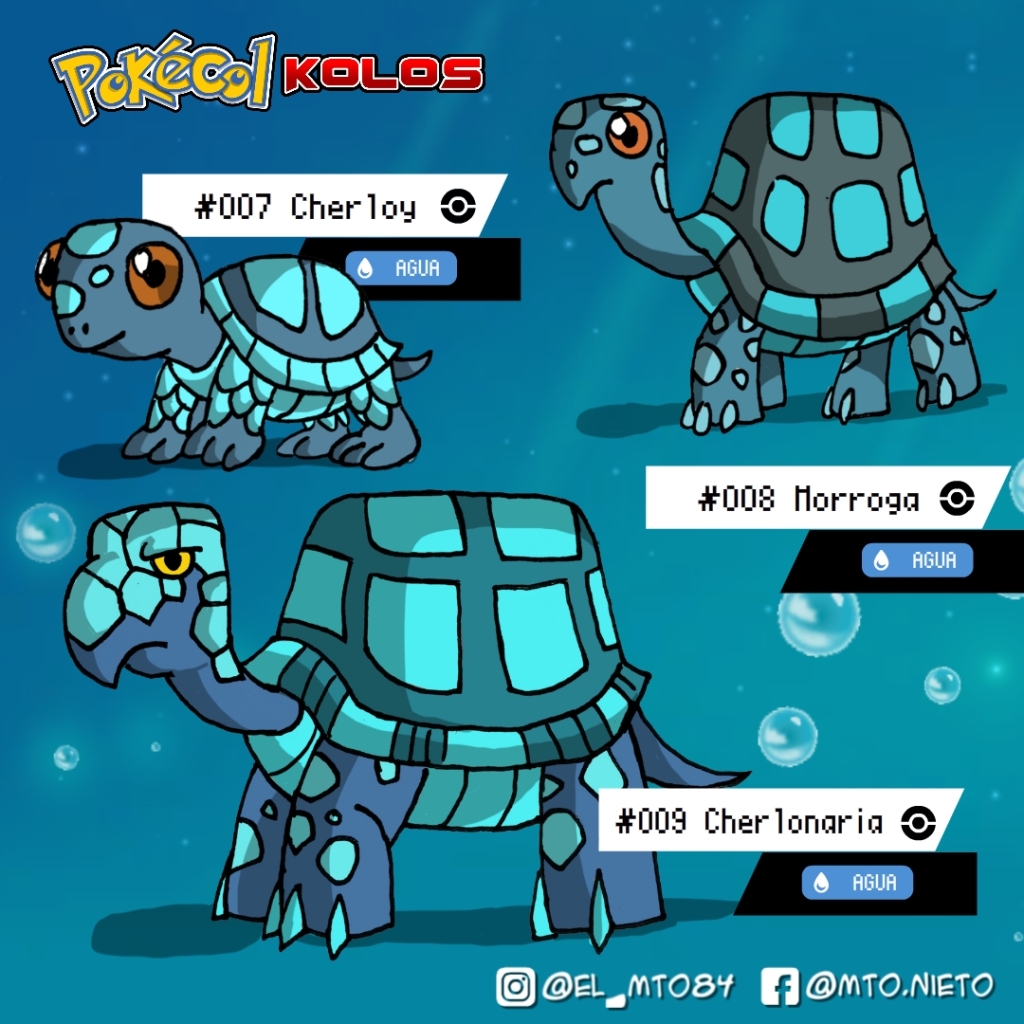 Pokécol KOLOS
#007 Cherloy
AGUA
#008 Morroga
AGUA
#009 Cherlonaria
AGUA
@EL_MTO84 @MTO.NIETO